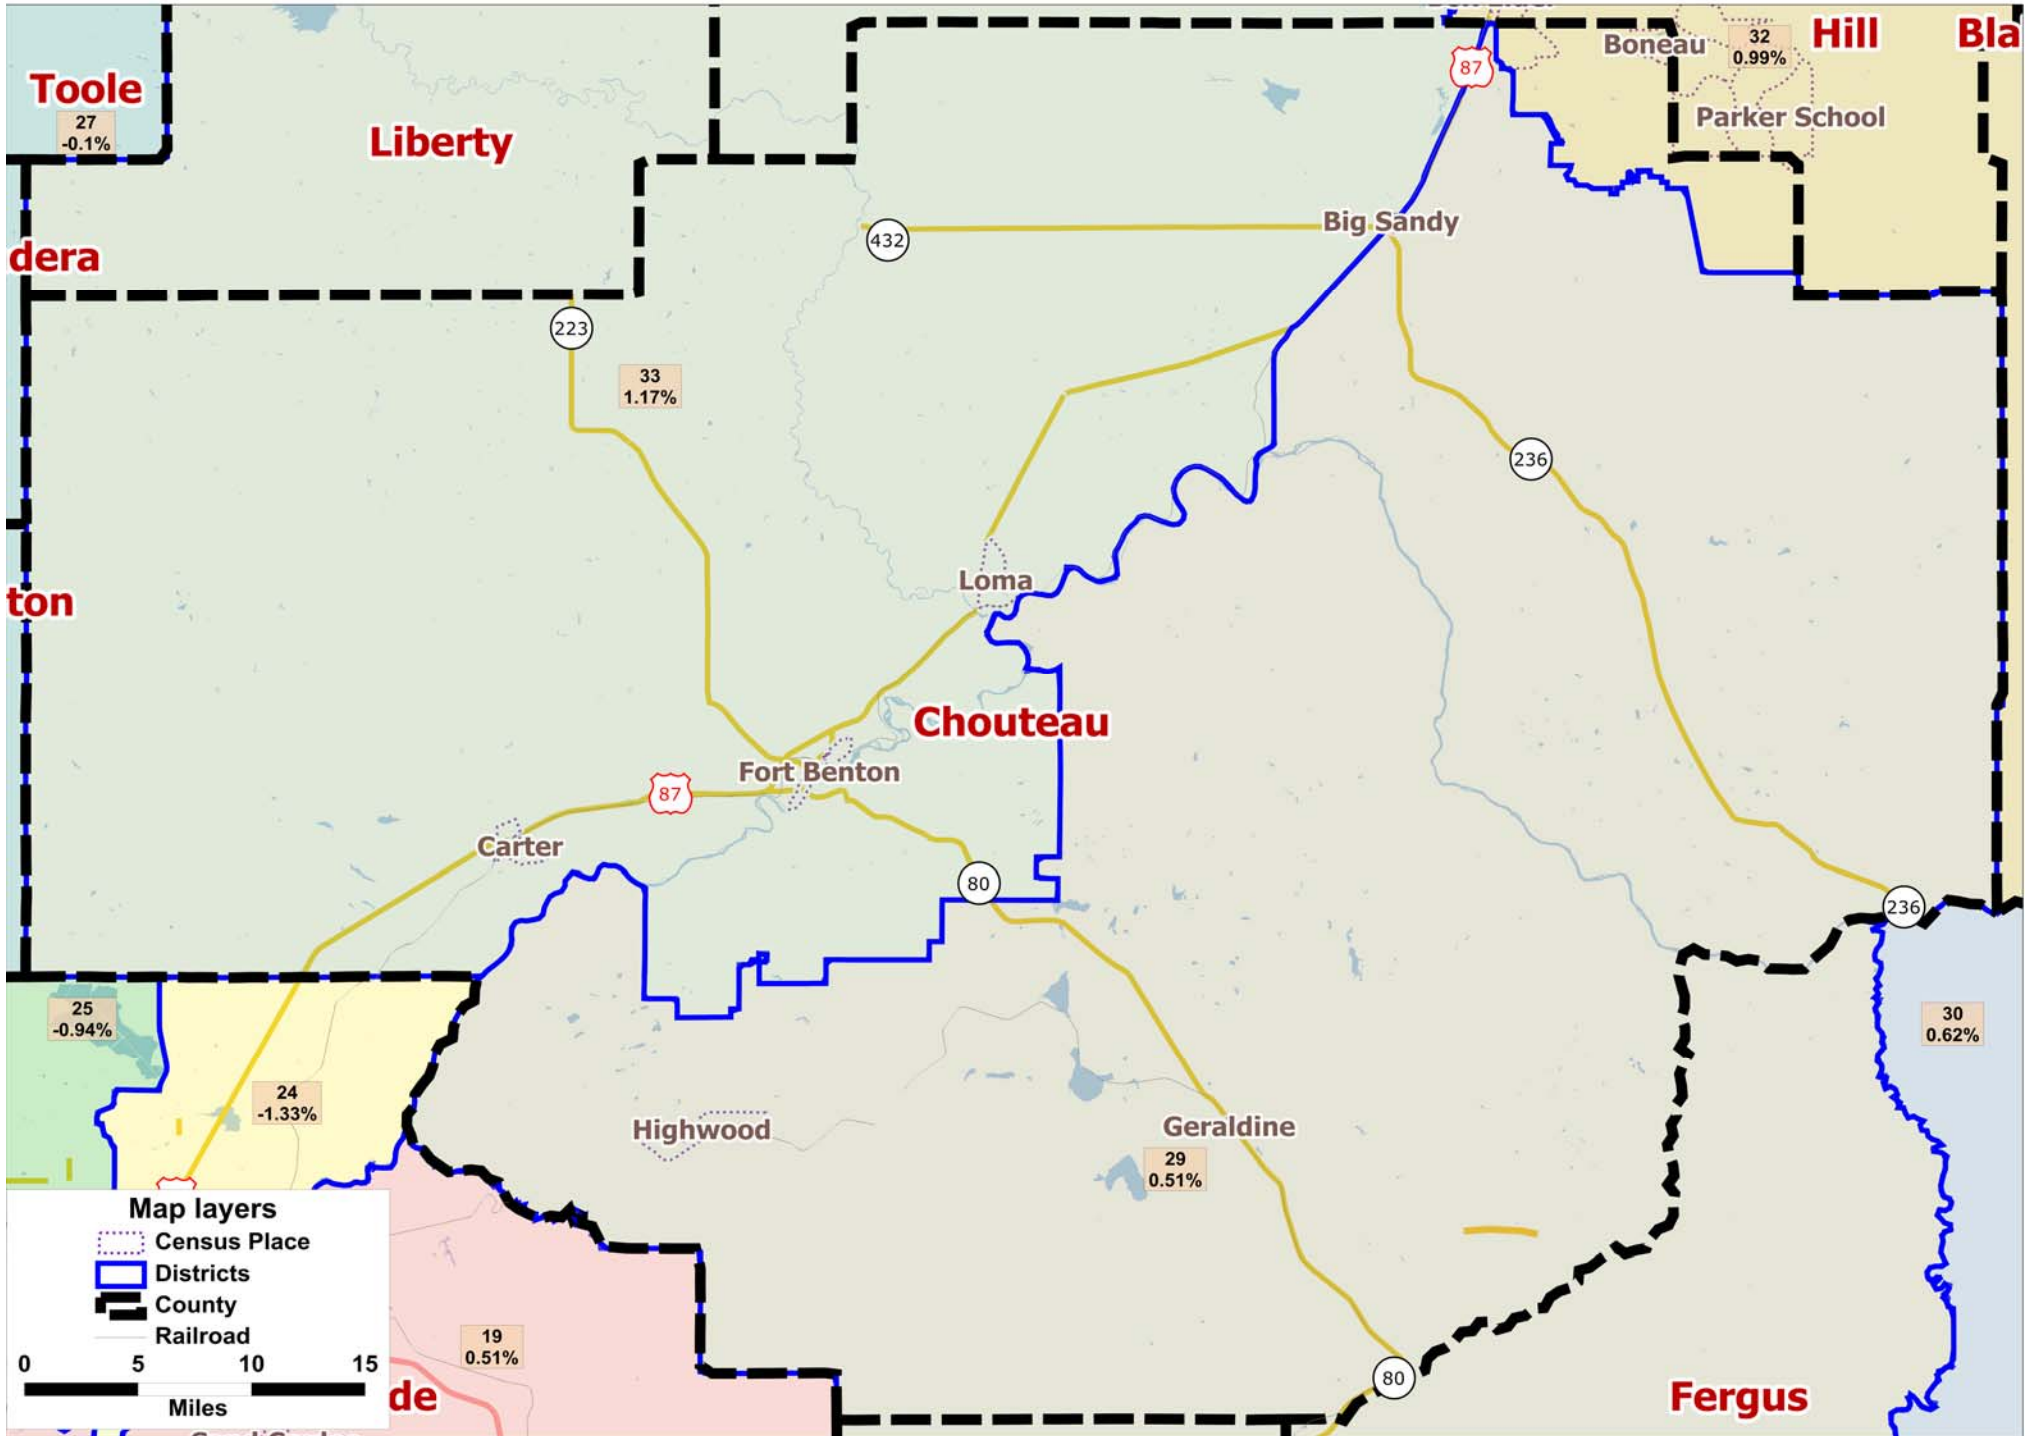 Hill
Bla
32
0.99%
Boneau
87
Toole
27
-0.1%
Parker School
Liberty
Big Sandy
432
dera
223
33
1.17%
236
Loma
ton
Chouteau
Fort Benton
87
Carter
80
236
25
-0.94%
30
0.62%
24
-1.33%
Highwood
Geraldine
29
0.51%
Map layers
Census Place
Districts
County
Railroad
0 5 10 15
Miles
19
0.51%
de
80
Fergus